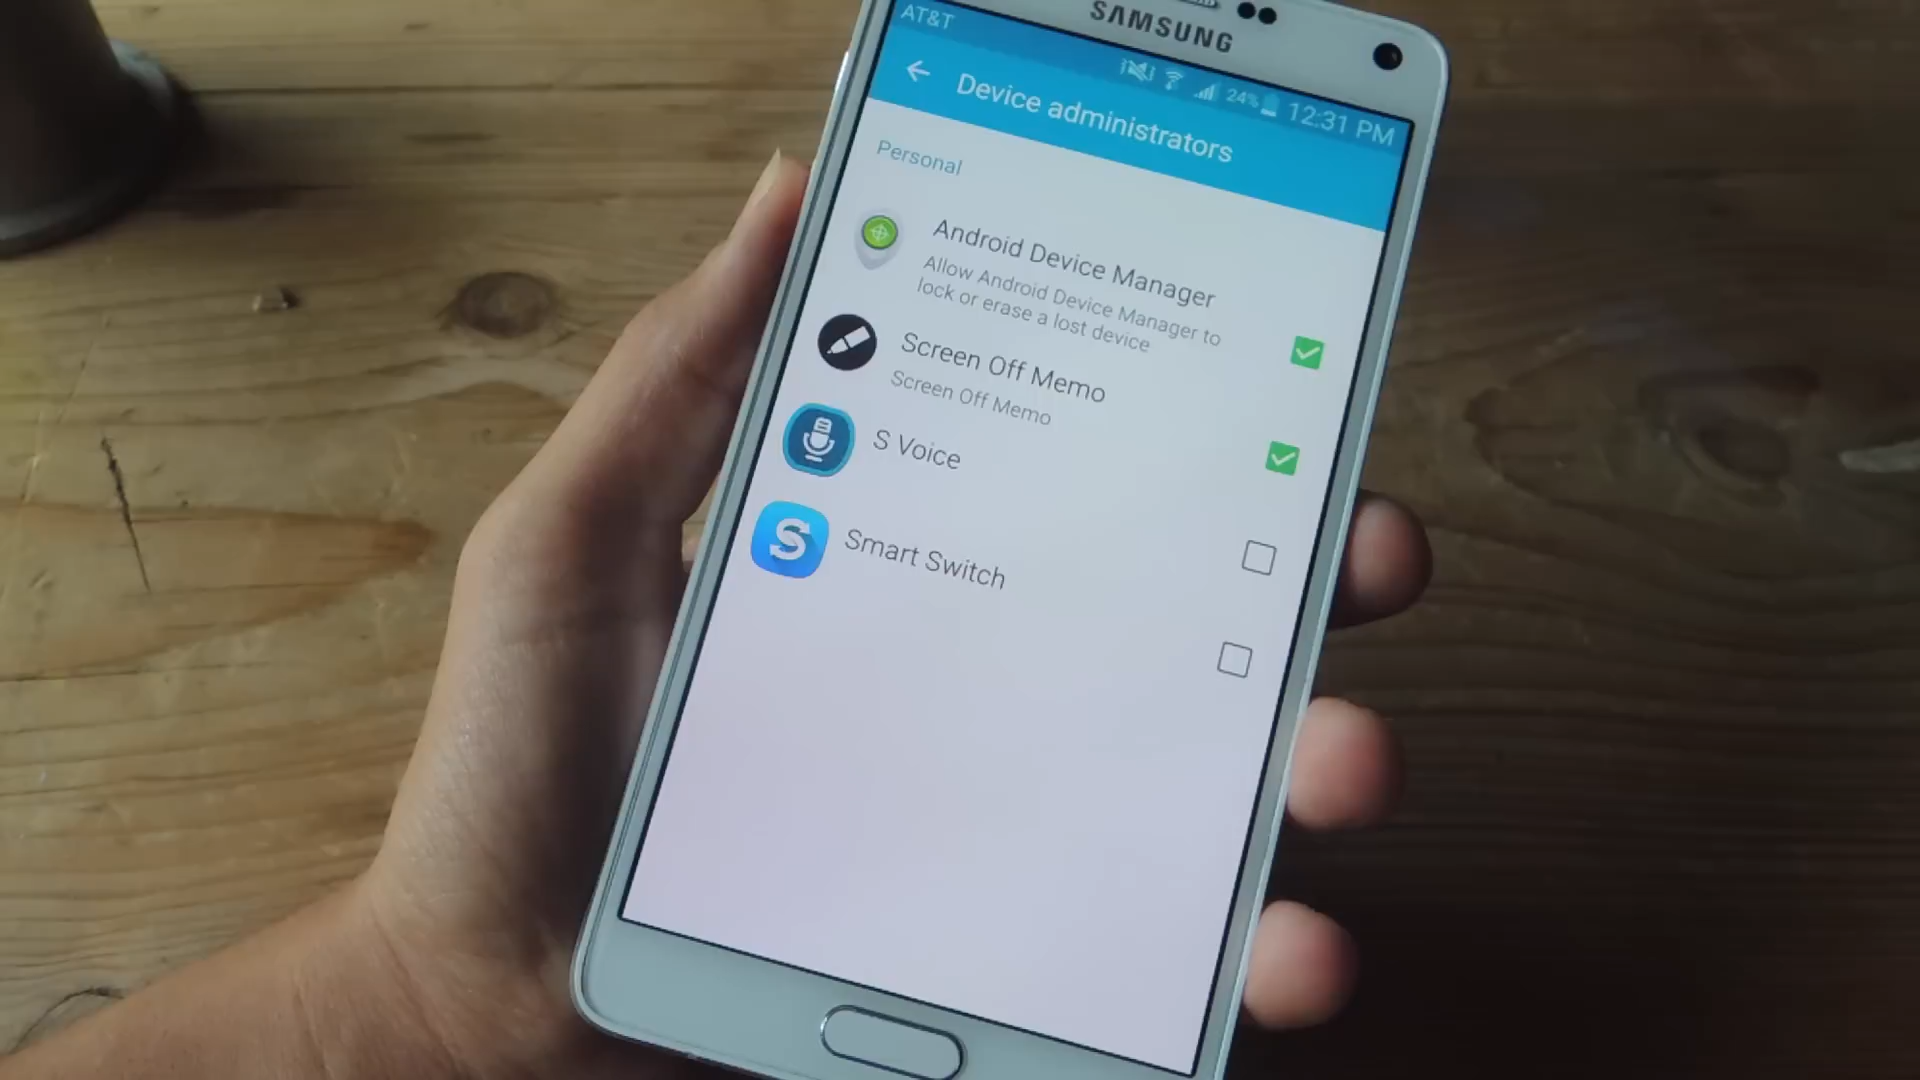 SAMSUNG
AT&T
24% 12:31 PM
Device administrators
Personal
Android Device Manager
Allow Android Device Manager to
lock or erase a lost device
Screen Off Memo
Screen Off Memo
S Voice
Smart Switch